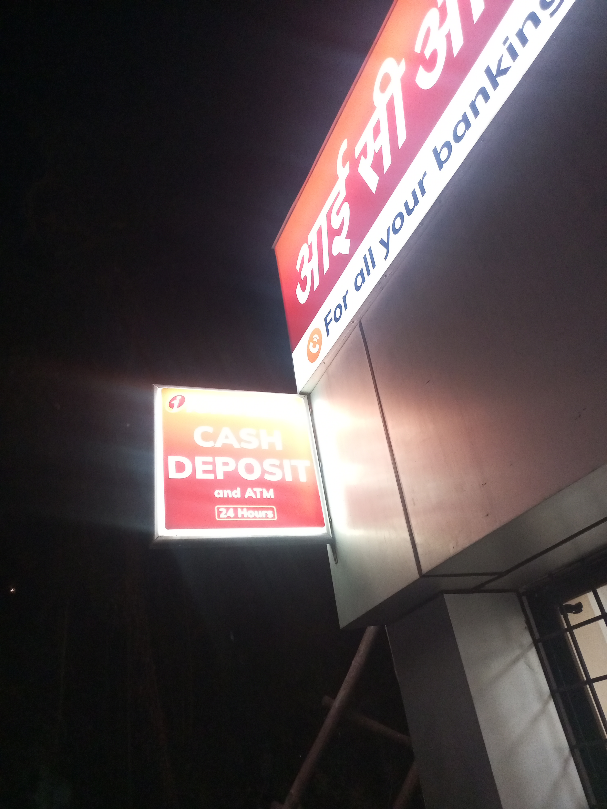 आई सी आ
For all your banking
CASH
DEPOSIT
and ATM
24 Hours